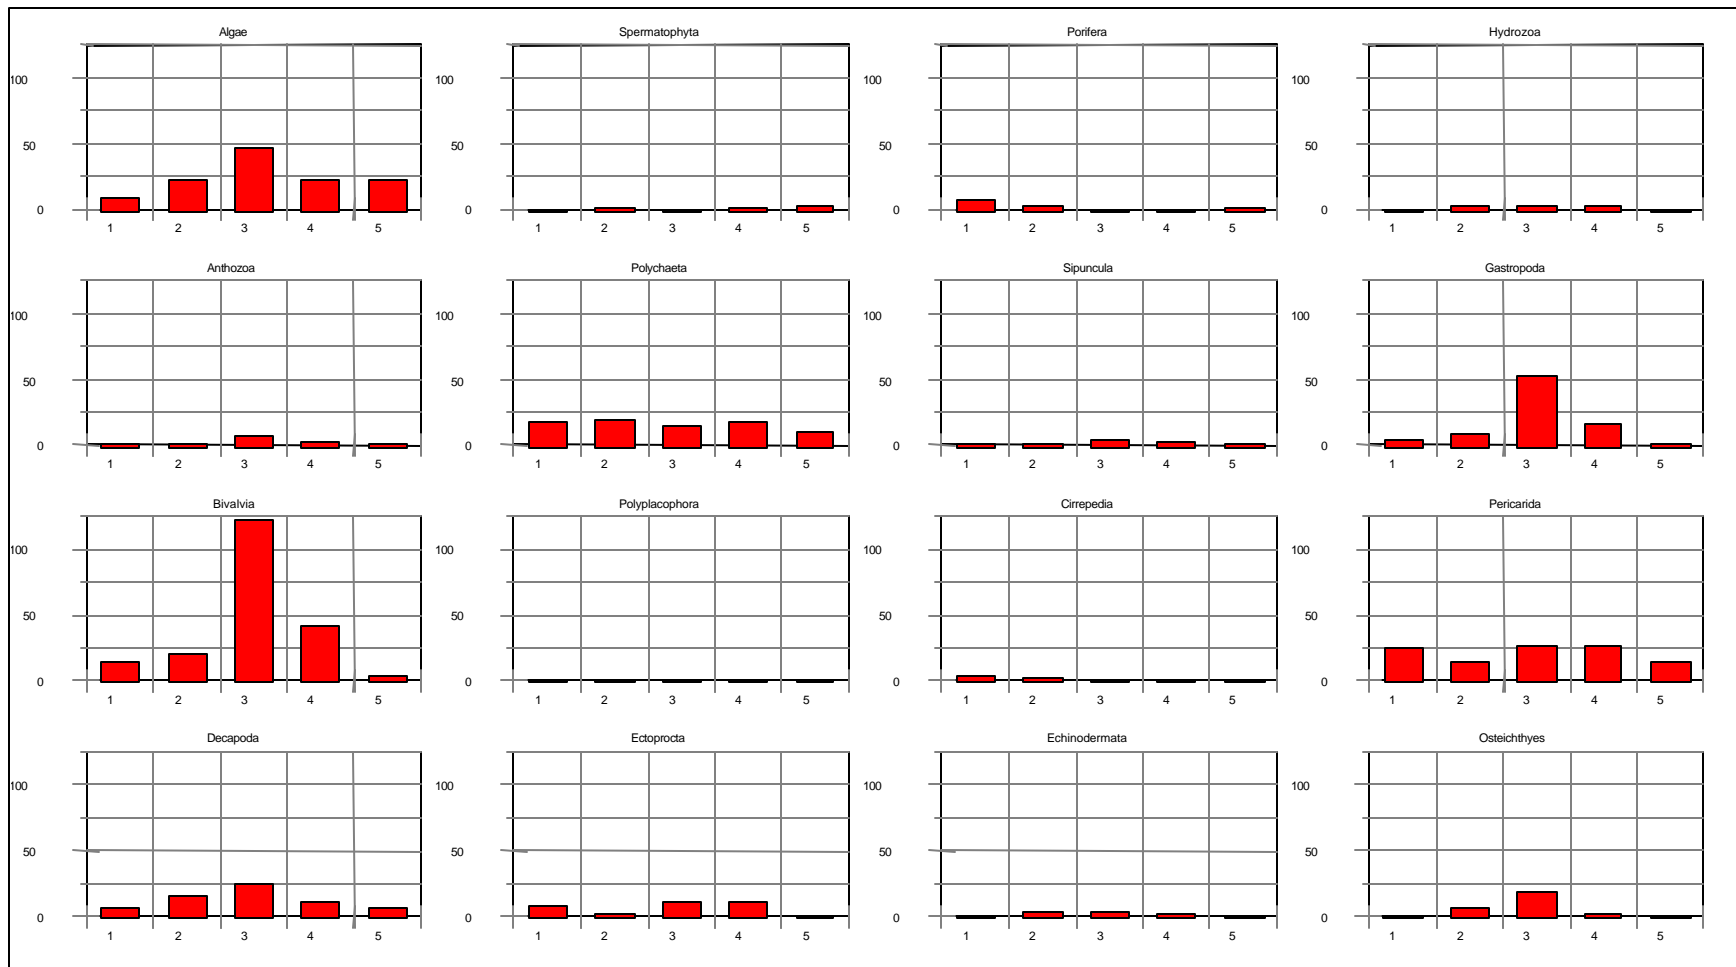 Algae Spermatophyta Porifera Hydrozoa
100 100 100 100
50 50 50 50
0 0 0 0
1 2 3 4 5 1 2 3 4 5 1 2 3 4 5 1 2 3 4 5
Anthozoa Polychaeta Sipuncula Gastropoda
100 100 100 100
50 50 50 50
0 0 0 0
1 2 3 4 5 1 2 3 4 5 1 2 3 4 5 1 2 3 4 5
Bivalvia Polyplacophora Cirrepedia Pericarida
100 100 100 100
50 50 50 50
0 0 0 0
1 2 3 4 5 1 2 3 4 5 1 2 3 4 5 1 2 3 4 5
Decapoda Ectoprocta Echinodermata Osteichthyes
100 100 100 100
50 50 50 50
0 0 0 0
1 2 3 4 5 1 2 3 4 5 1 2 3 4 5 1 2 3 4 5